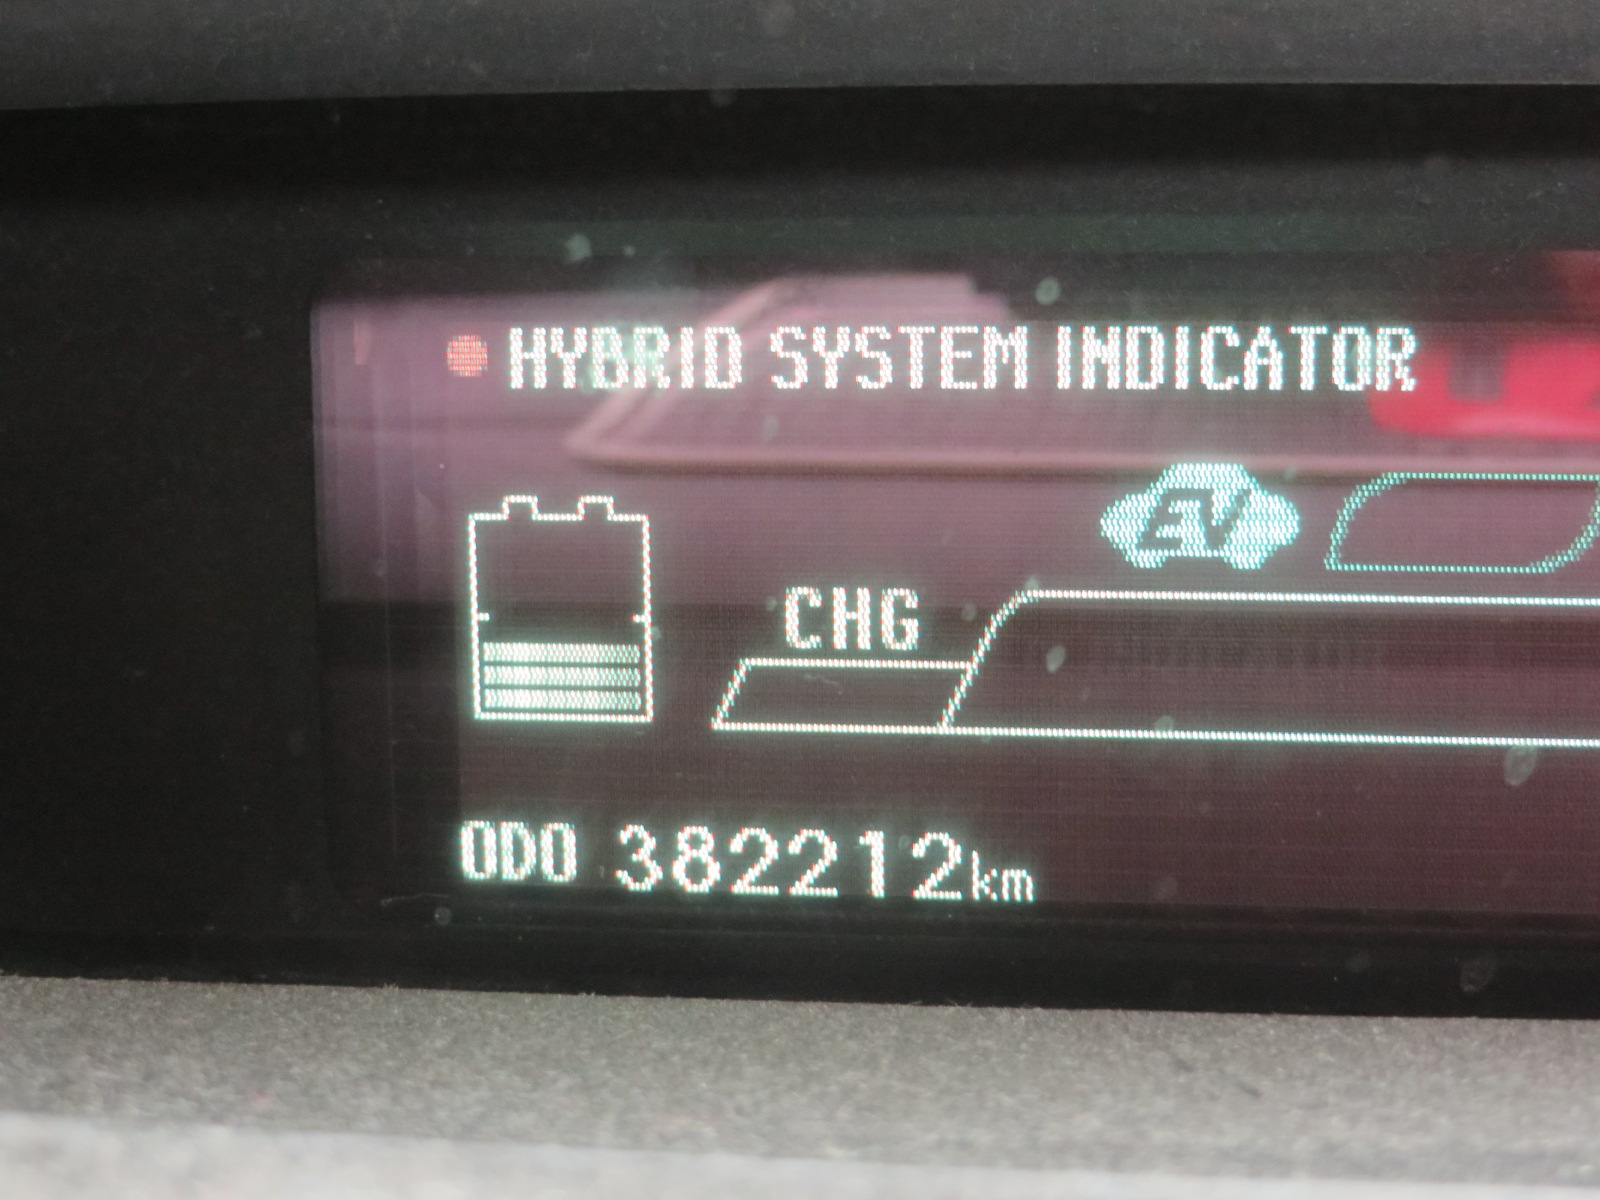 HYBRID SYSTEM INDICATOR
EV
CHG
ODO 382212km